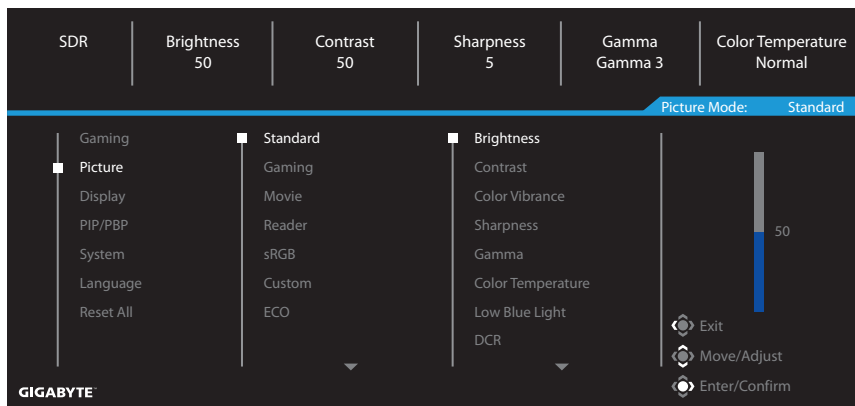 SDR Brightness Contrast Sharpness Gamma Color Temperature
50 50 5 Gamma 3 Normal
Picture Mode: Standard
Gaming Standard Brightness
Picture Gaming Contrast
Display Movie Color Vibrance
PIP/PBP Reader Sharpness
50
System sRGB Gamma
Language Custom Color Temperature
Reset All ECO Low Blue Light
Exit
DCR
Move/Adjust
Enter/Confirm
GIGABYTE™